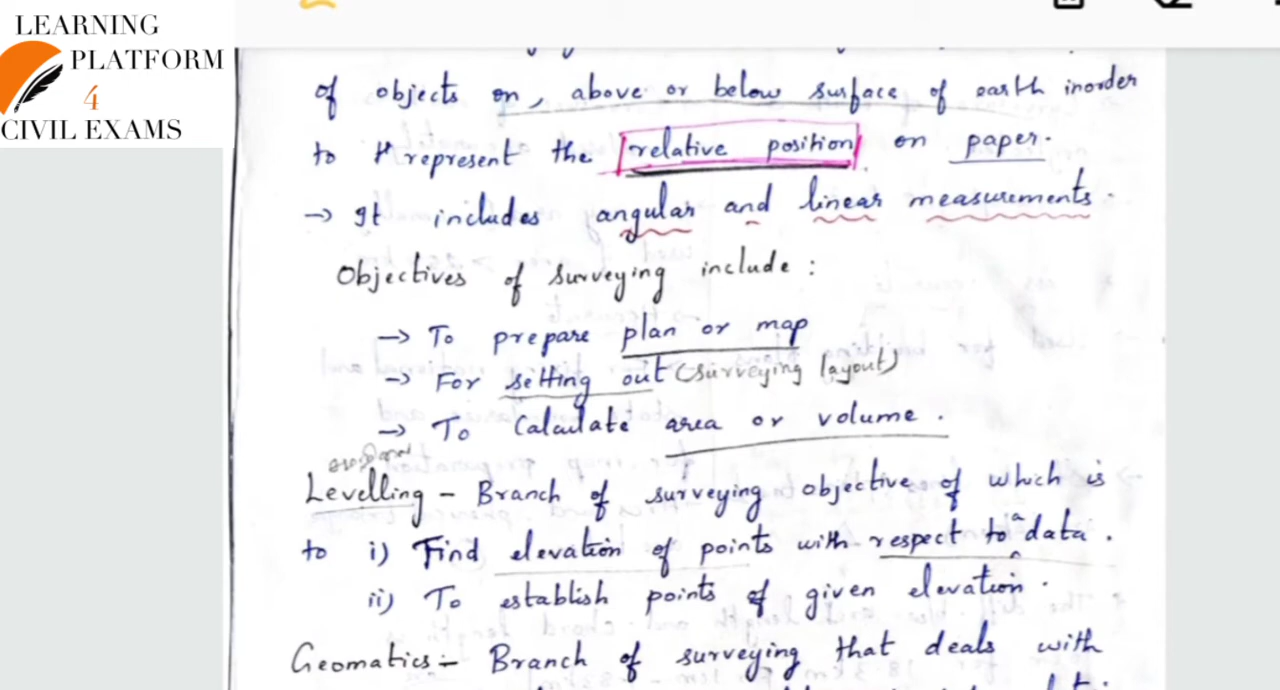 LEARNING
PLATFORM
4
CIVIL EXAMS
of objects on, above or below surface of earth inorder
to represent the relative position on paper.
→ It includes angular and linear measurements.
Objectives of surveying include :
→ To prepare plan or map
→ For setting out (surveying layout)
→ To Calculate area or volume.
Levelling - Branch of surveying objective of which is
to i) Find elevation of points with respect to a data.
ii) To establish points of given elevation.
Geomatics - Branch of surveying that deals with